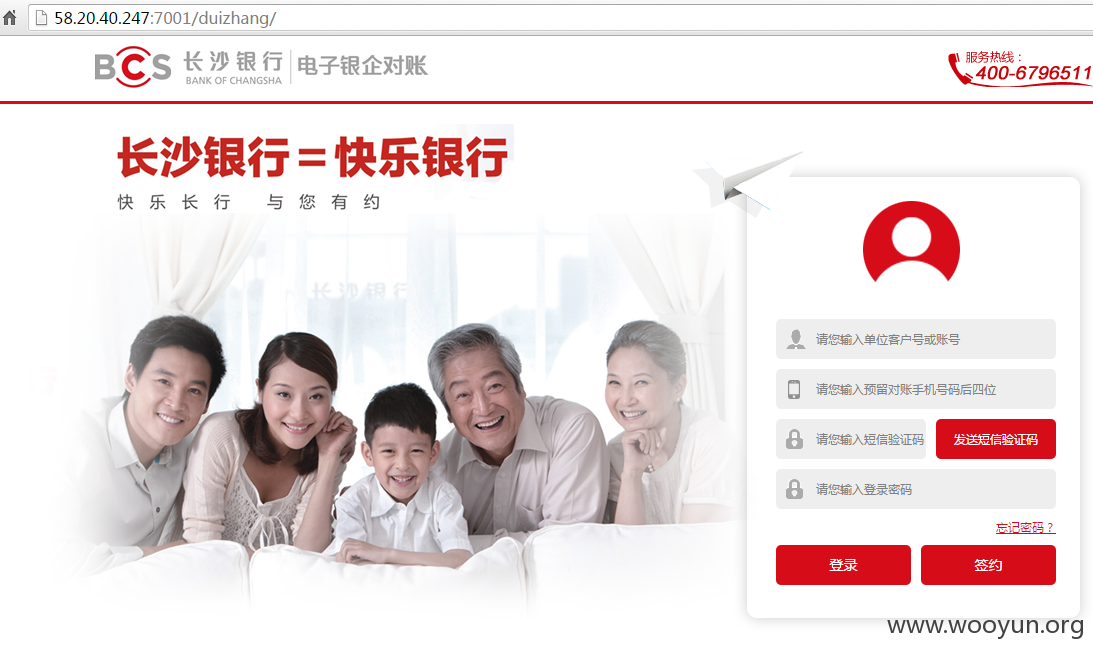 58.20.40.247:7001/duizhang/
BCS 长沙银行 BANK OF CHANGSHA 电子银企对账
服务热线：
400-6796511
长沙银行＝快乐银行
快乐长行 与您有约
长沙银行
请您输入单位客户号或账号
请您输入预留对账手机号码后四位
请您输入短信验证码 发送短信验证码
请您输入登录密码
忘记密码？
登录 签约
www.wooyun.org